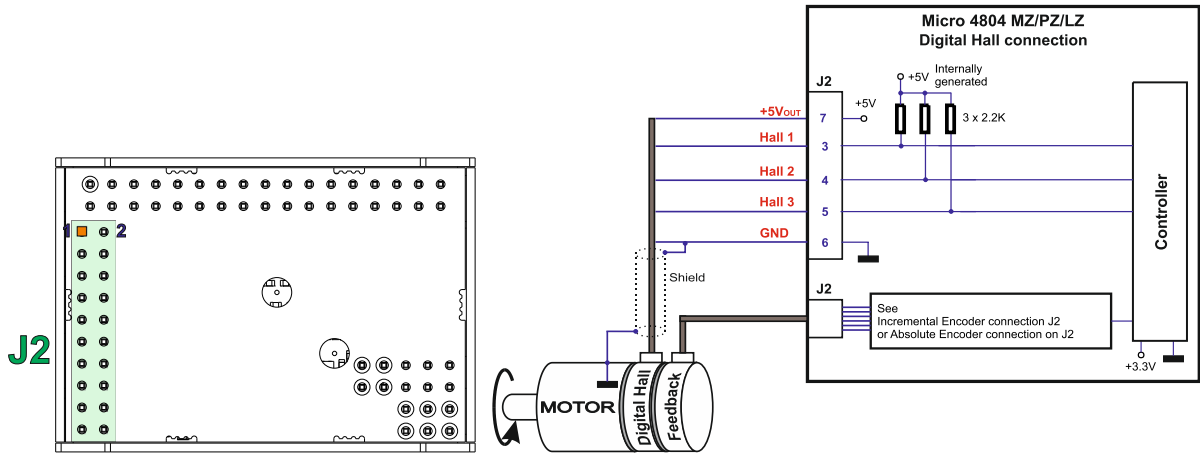 Micro 4804 MZ/PZ/LZ
Digital Hall connection
J2
+5V
Internally
generated
+5VOUT
7
+5V
3 x 2.2K
Hall 1
3
Hall 2
4
Hall 3
5
GND
6
Controller
Shield
J2
See
Incremental Encoder connection J2
or Absolute Encoder connection on J2
+3.3V
1
2
J2
MOTOR
Digital Hall
Feedback